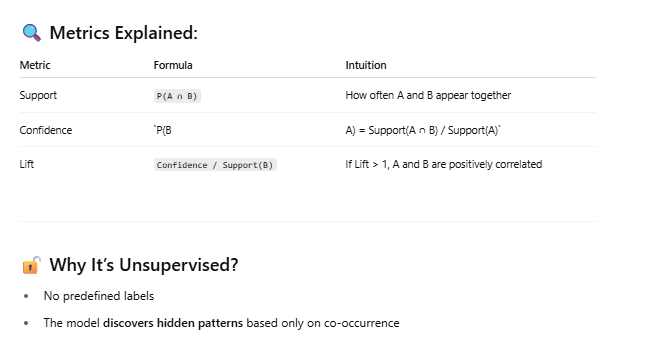 🔍 Metrics Explained:
Metric Formula Intuition
Support P(A ∩ B) How often A and B appear together
Confidence `P(B A) = Support(A ∩ B) / Support(A)`
Lift Confidence / Support(B) If Lift > 1, A and B are positively correlated
🔓 Why It’s Unsupervised?
• No predefined labels
• The model discovers hidden patterns based only on co-occurrence